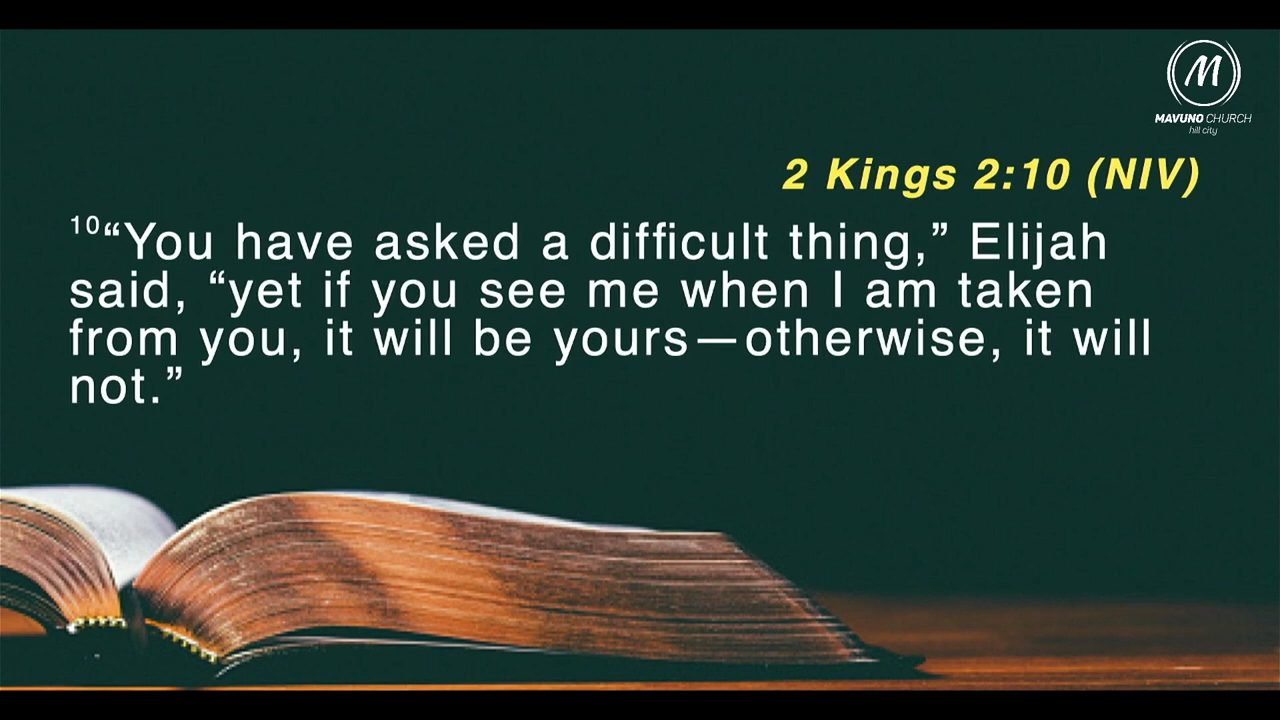 M
MAVUNO CHURCH
hill city
2 Kings 2:10 (NIV)
10“You have asked a difficult thing,” Elijah
said, “yet if you see me when I am taken
from you, it will be yours—otherwise, it will
not.”